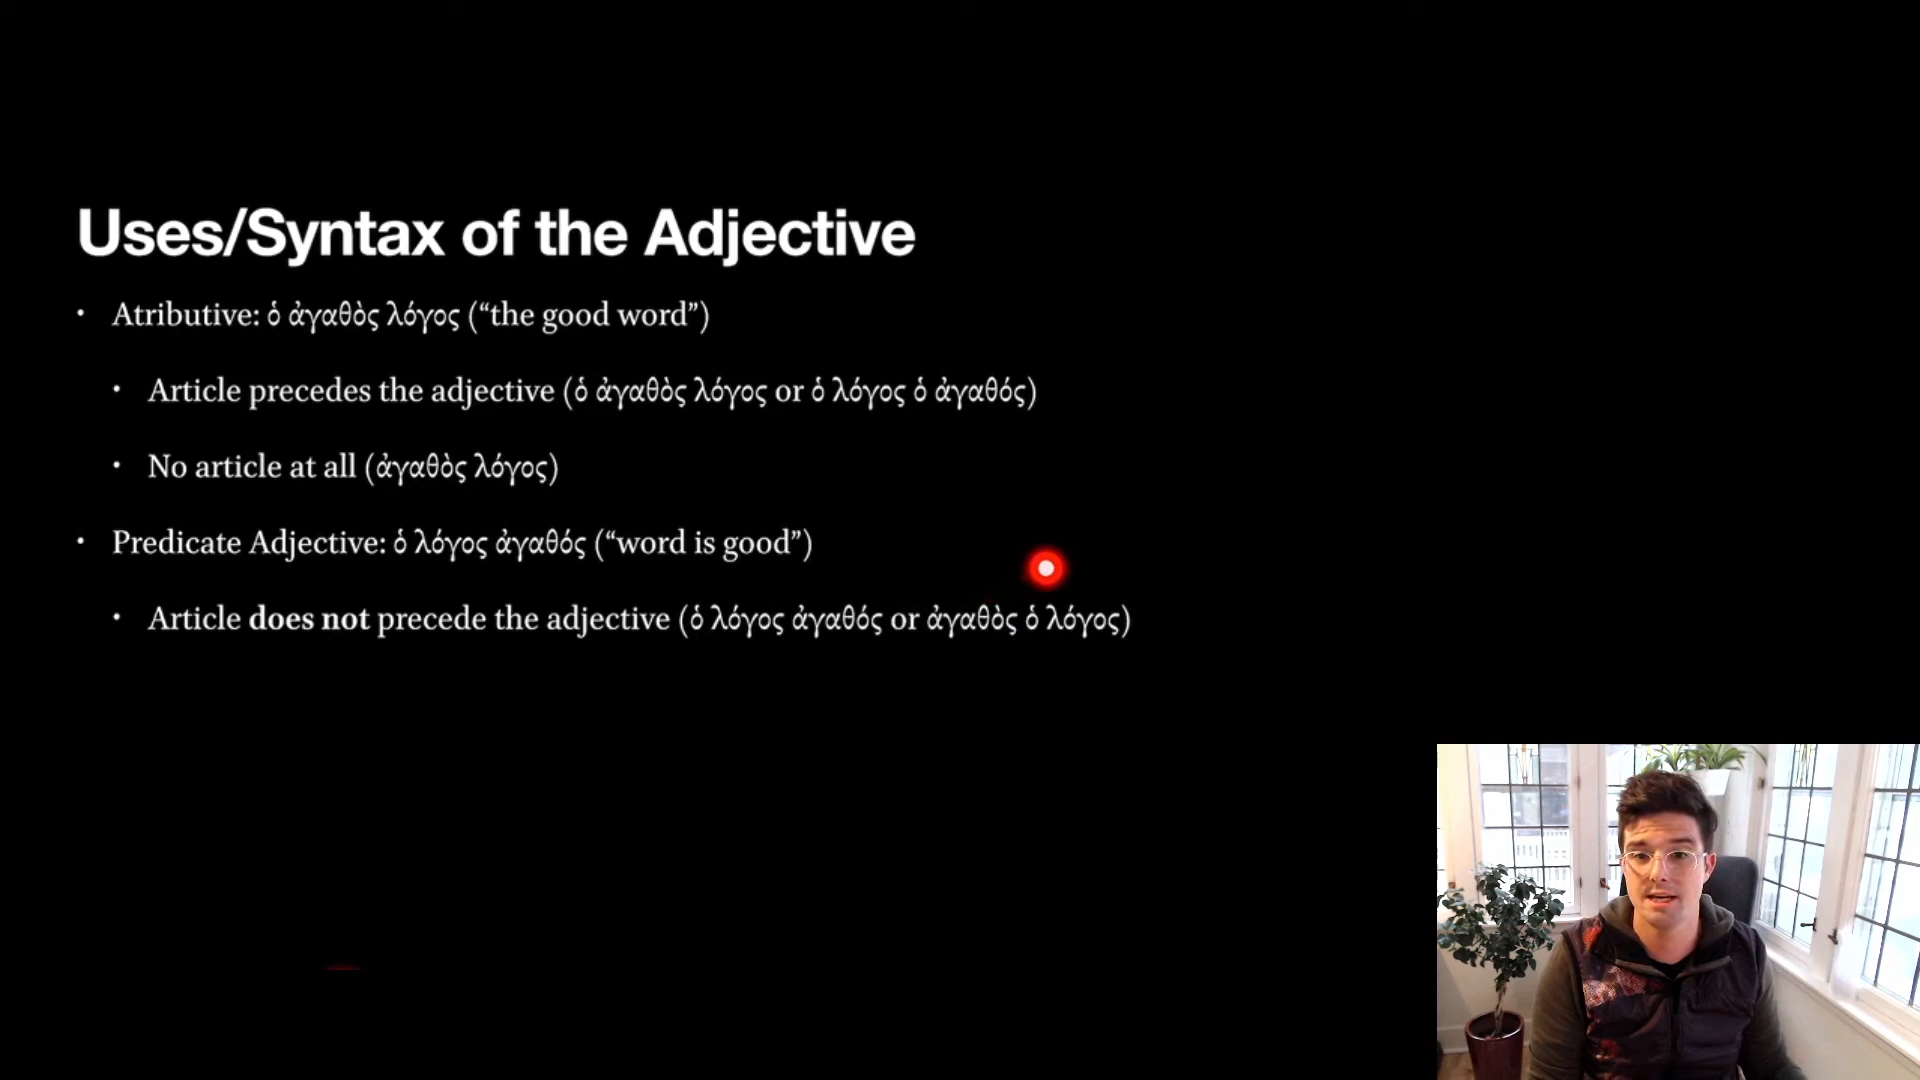 Uses/Syntax of the Adjective
• Atributive: ὁ ἀγαθὸς λόγος (“the good word”)
• Article precedes the adjective (ὁ ἀγαθὸς λόγος or ὁ λόγος ὁ ἀγαθός)
• No article at all (ἀγαθὸς λόγος)
• Predicate Adjective: ὁ λόγος ἀγαθός (“word is good”)
• Article does not precede the adjective (ὁ λόγος ἀγαθός or ἀγαθὸς ὁ λόγος)